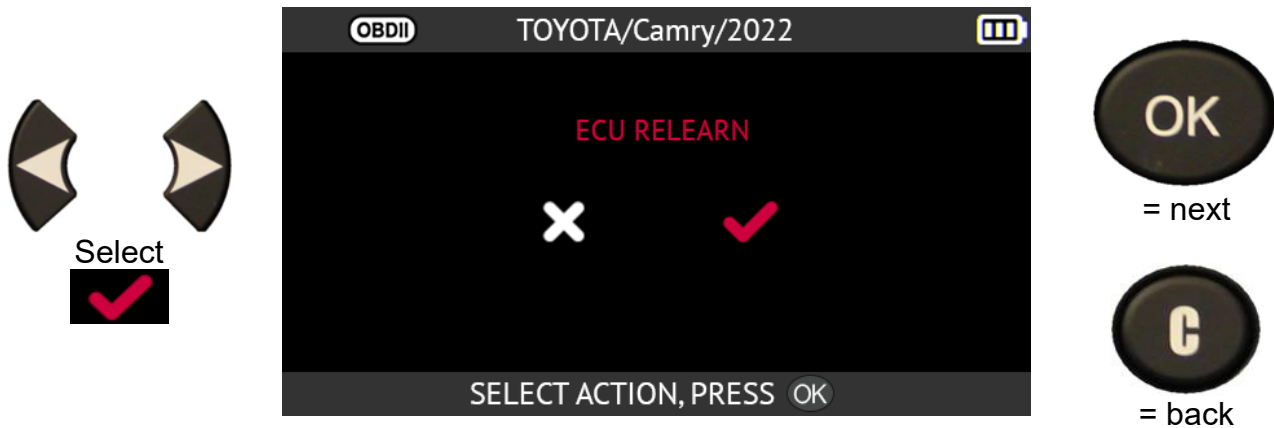 OBDII TOYOTA/Camry/2022
ECU RELEARN
SELECT ACTION, PRESS OK
Select
OK
= next
C
= back